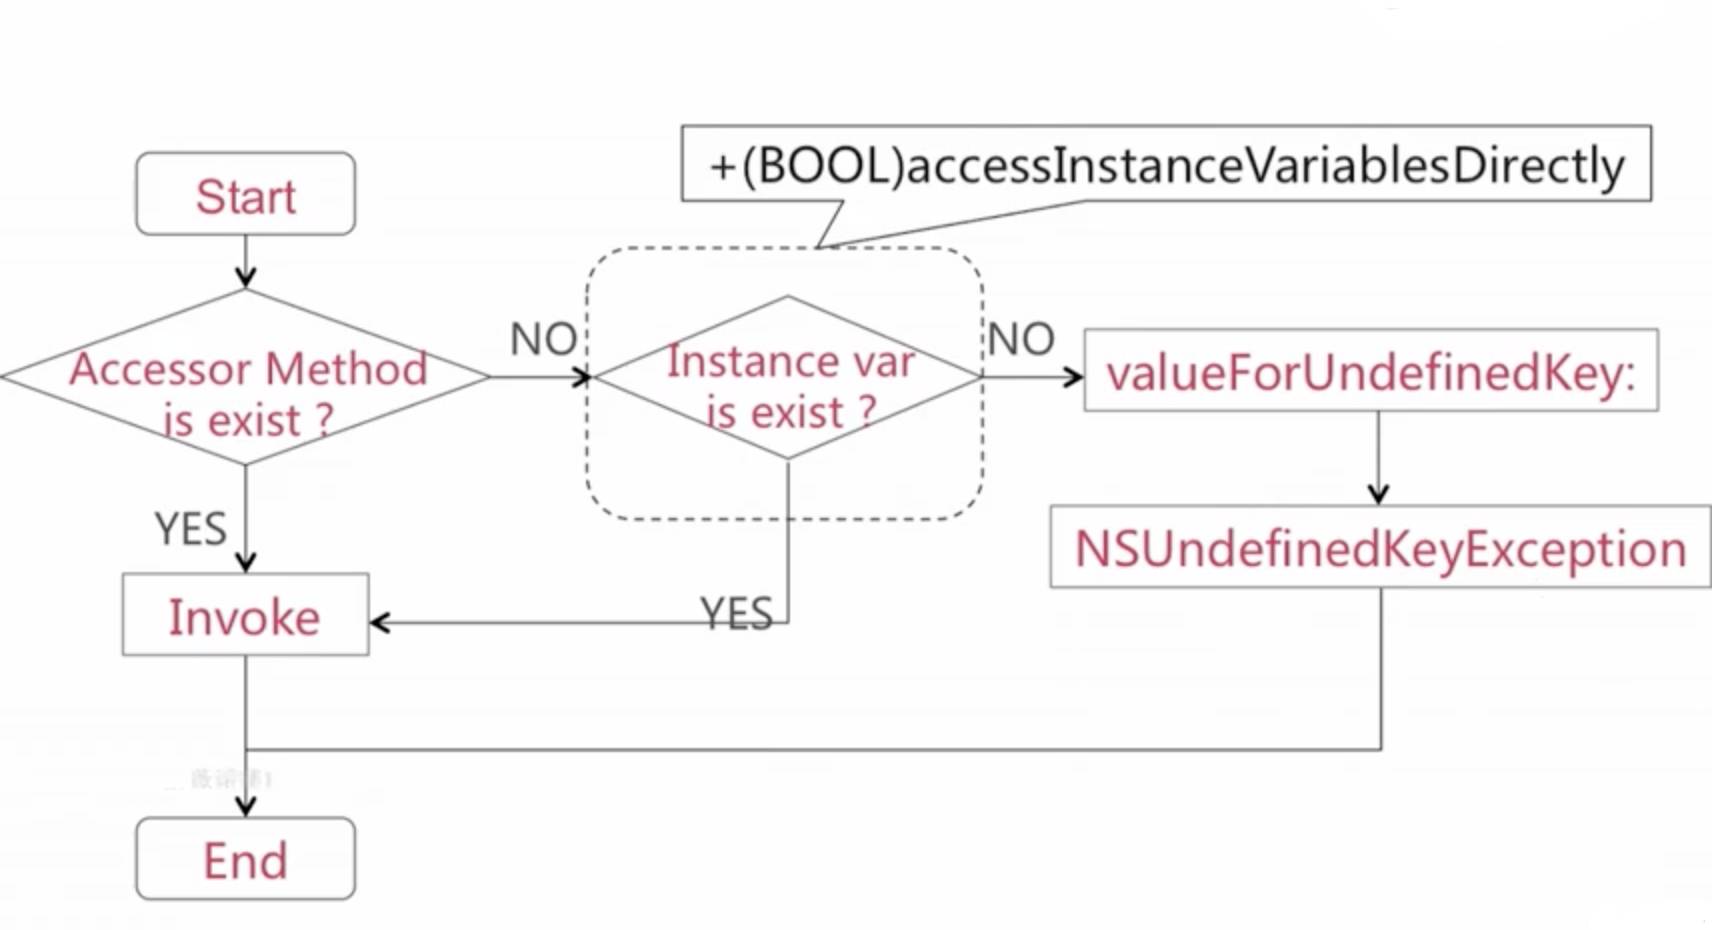 +(BOOL)accessInstanceVariablesDirectly
Start
Accessor Method
is exist ?
NO
Instance var
is exist ?
NO
valueForUndefinedKey:
YES
NSUndefinedKeyException
Invoke
YES
End